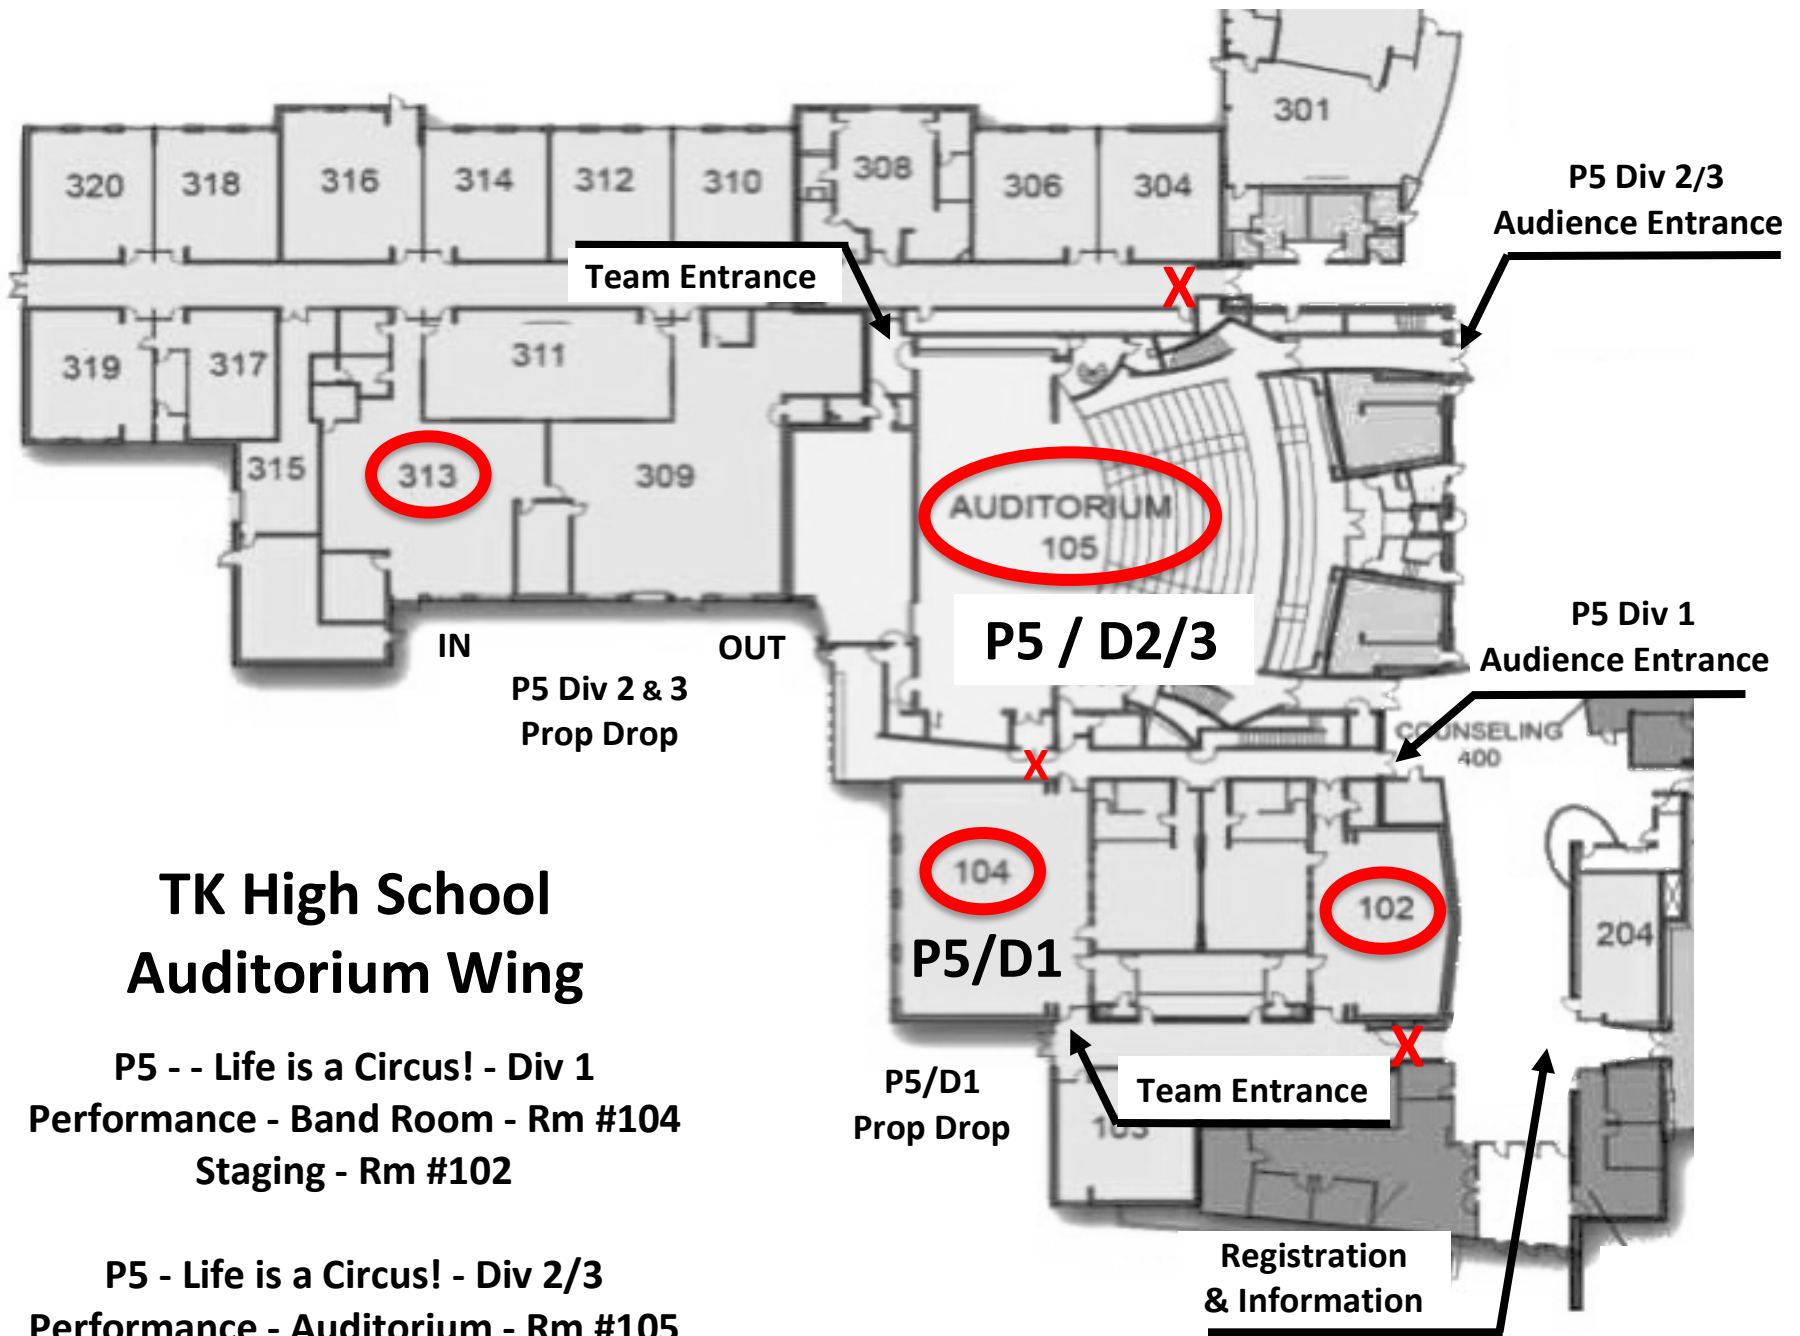 301
320
318
316
314
312
310
308
306
304
P5 Div 2/3
Audience Entrance
Team Entrance
X
319
317
311
315
313
309
AUDITORIUM
105
P5 / D2/3
IN
OUT
P5 Div 2 & 3
Prop Drop
P5 Div 1
Audience Entrance
COUNSELING
400
X
104
P5/D1
102
204
TK High School
Auditorium Wing
X
P5/D1
Prop Drop
Team Entrance
103
P5 - - Life is a Circus! - Div 1
Performance - Band Room - Rm #104
Staging - Rm #102
P5 - Life is a Circus! - Div 2/3
Performance - Auditorium - Rm #105
Registration
& Information